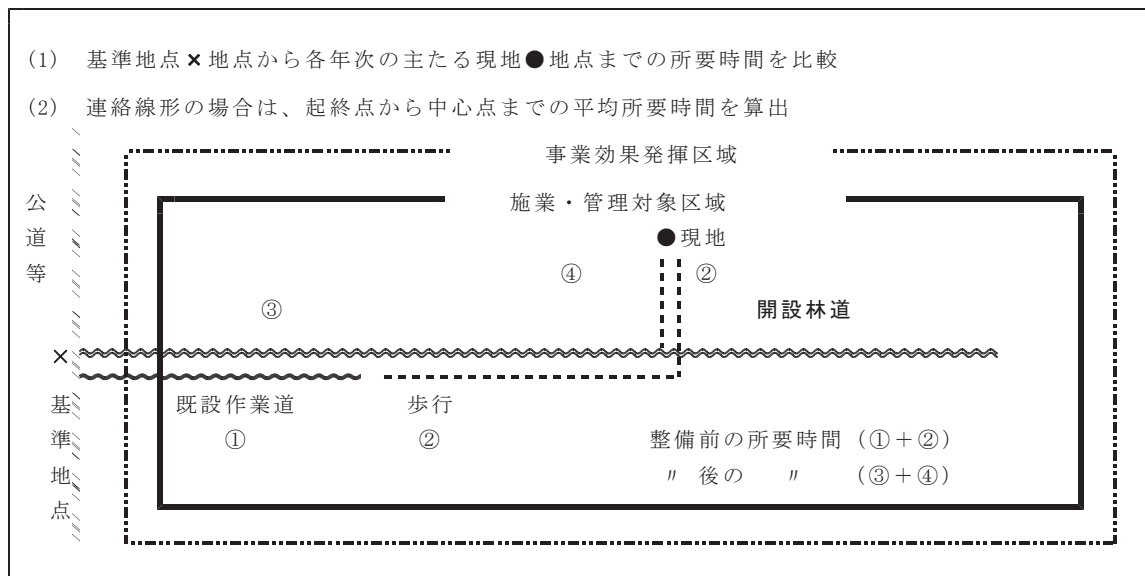 (1) 基準地点×地点から各年次の主たる現地●地点までの所要時間を比較
(2) 連絡線形の場合は、起終点から中心点までの平均所要時間を算出
事業効果発揮区域
公道等
施業・管理対象区域
●現地
④
②
③
開設林道
×
基準地点
既設作業道
歩行
①
②
整備前の所要時間(①+②)
〃 後の 〃 (③+④)